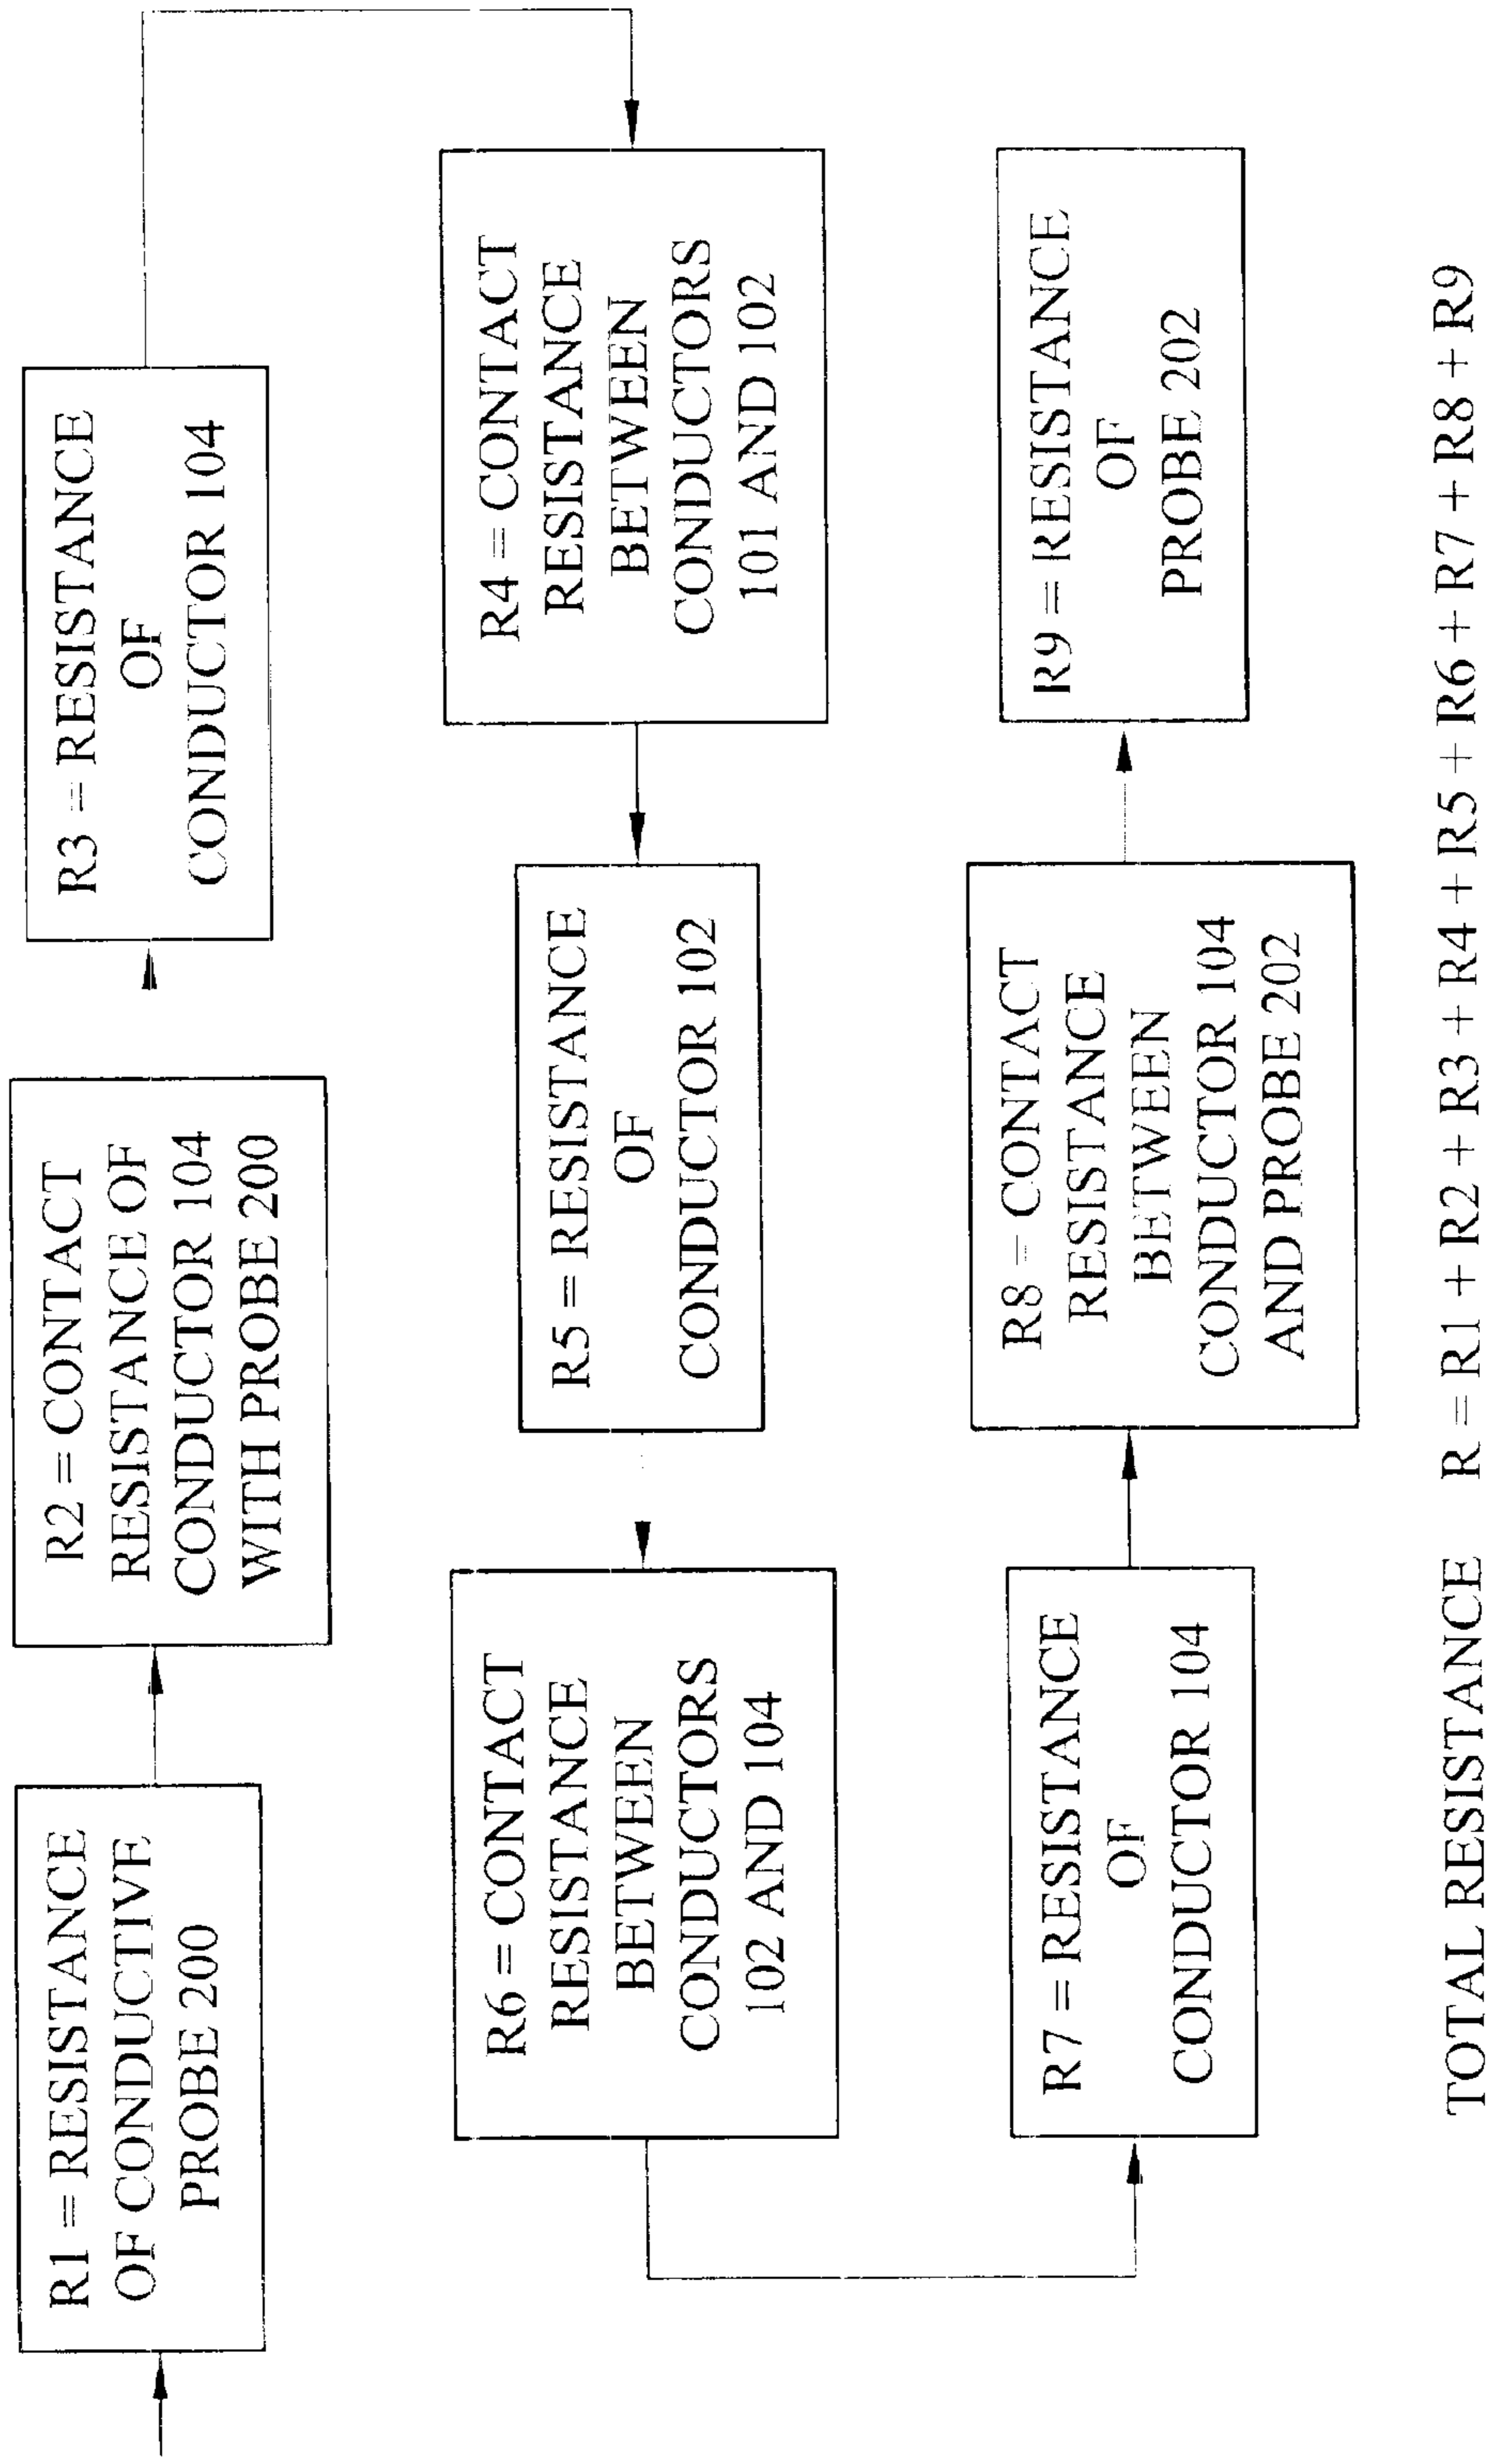 R1 = RESISTANCE
OF CONDUCTIVE
PROBE 200
R2 = CONTACT
RESISTANCE OF
CONDUCTOR 104
WITH PROBE 200
R3 = RESISTANCE
OF
CONDUCTOR 104
R4 = CONTACT
RESISTANCE
BETWEEN
CONDUCTORS
101 AND 102
R5 = RESISTANCE
OF
CONDUCTOR 102
R6 = CONTACT
RESISTANCE
BETWEEN
CONDUCTORS
102 AND 104
R7 = RESISTANCE
OF
CONDUCTOR 104
R8 = CONTACT
RESISTANCE
BETWEEN
CONDUCTOR 104
AND PROBE 202
R9 = RESISTANCE
OF
PROBE 202
TOTAL RESISTANCE R = R1 + R2 + R3 + R4 + R5 + R6 + R7 + R8 + R9